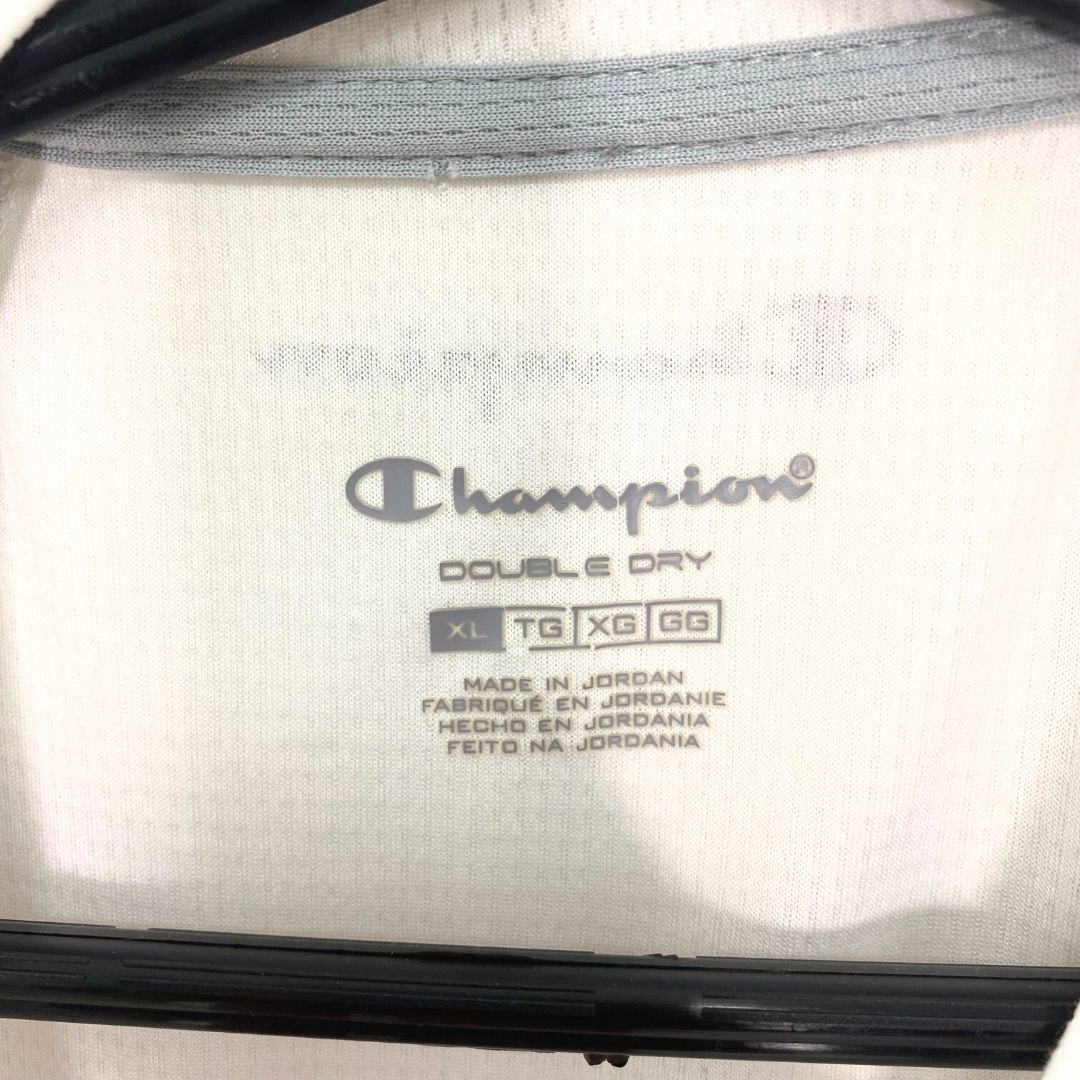 Champion®
DOUBLE DRY
XL TG XG GG
MADE IN JORDAN
FABRIQUÉ EN JORDANIE
HECHO EN JORDANIA
FEITO NA JORDANIA